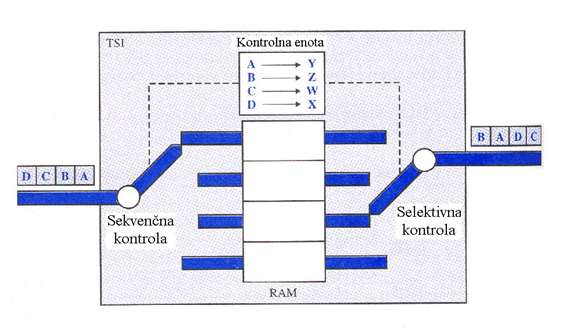 TSI
Kontrolna enota
A Y
B Z
C W
D X
D C B A
B A D C
Sekvenčna
kontrola
Selektivna
kontrola
RAM